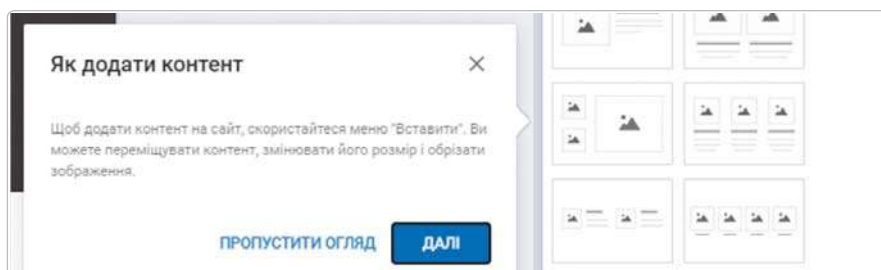 Як додати контент
Щоб додати контент на сайт, скористайтеся меню "Вставити". Ви
можете переміщувати контент, змінювати його розмір і обрізати
зображення.
ПРОПУСТИТИ ОГЛЯД ДАЛІ